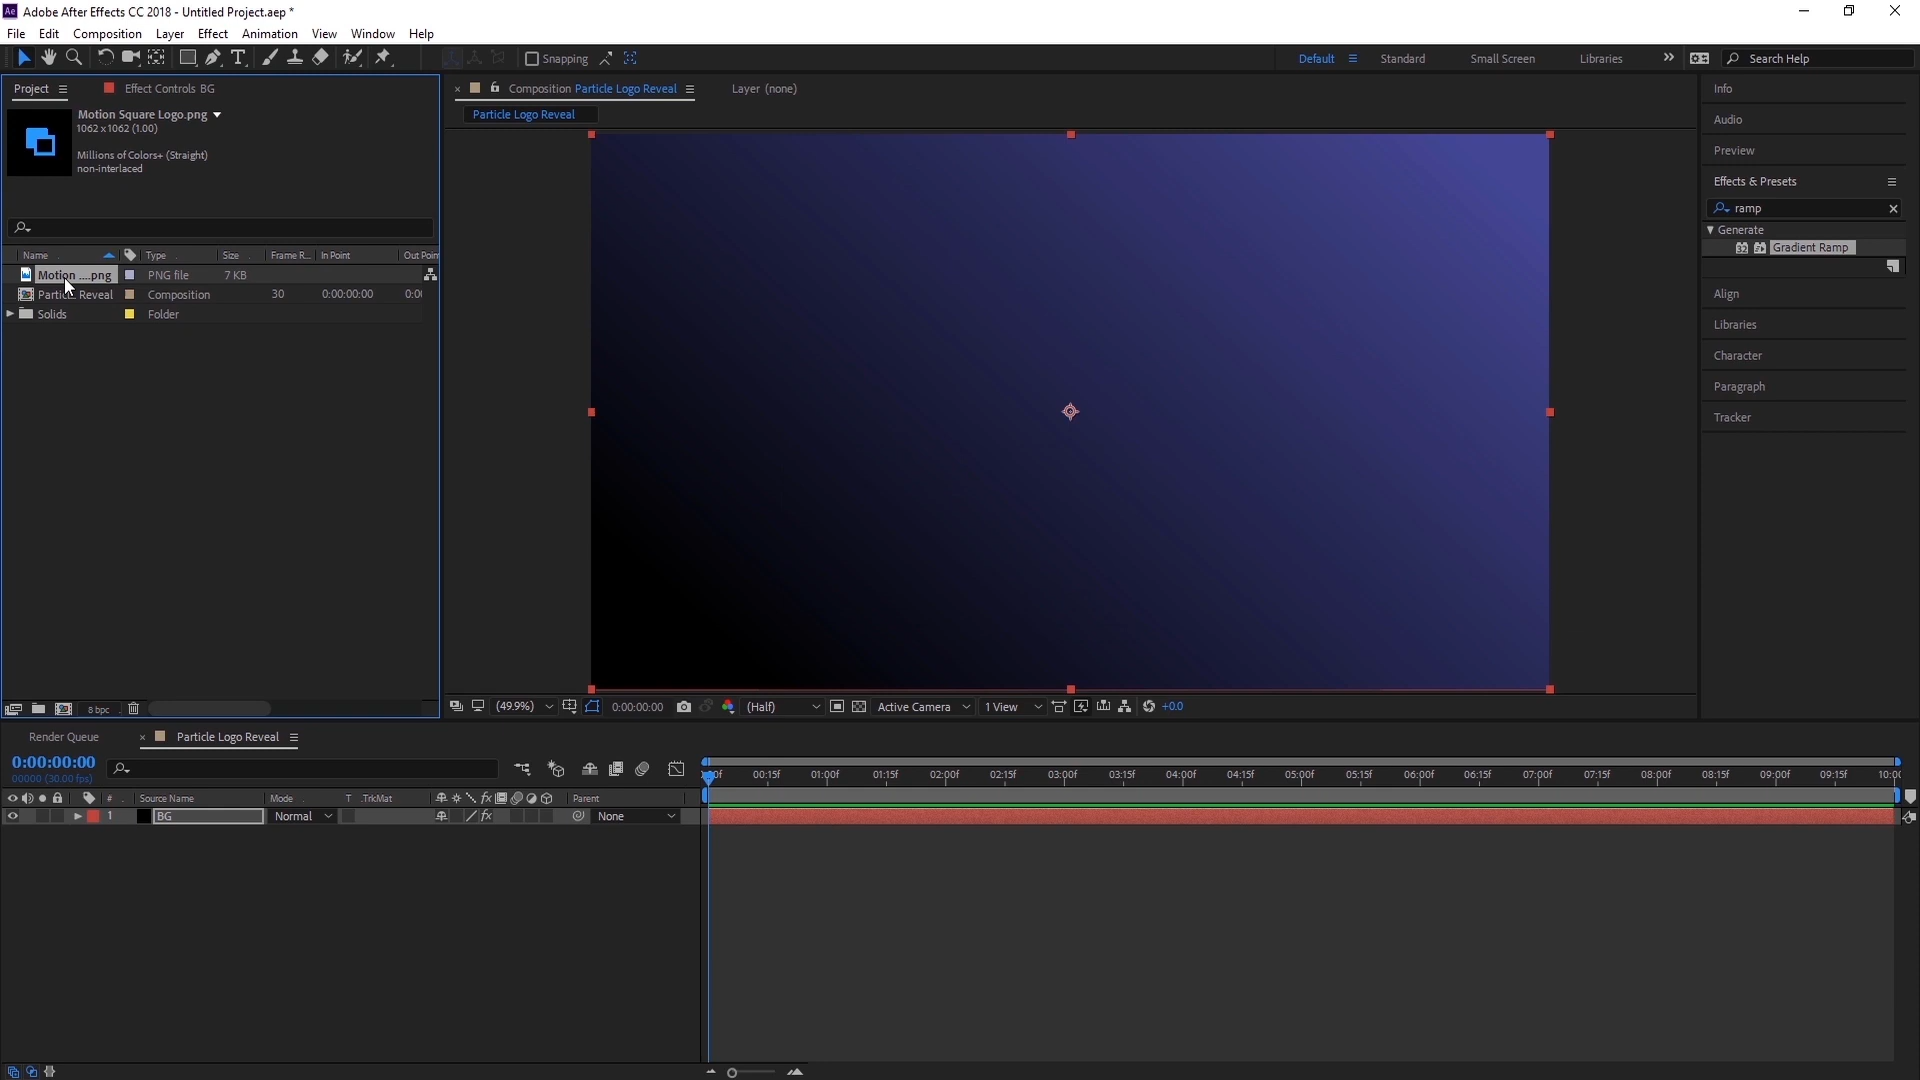 Ae Adobe After Effects CC 2018 - Untitled Project.aep *
File Edit Composition Layer Effect Animation View Window Help
Snapping Default Standard Small Screen Libraries Search Help
Project Effect Controls BG
Motion Square Logo.png
1062 x 1062 (1.00)
Millions of Colors+ (Straight)
non-interlaced
Name Type Size Frame R... In Point Out Poin
Motion ....png PNG file 7 KB
Reveal Composition 30 0:00:00:00 0:0
Solids Folder
8 bpc
Composition Particle Logo Reveal Layer (none)
Particle Logo Reveal
(49.9%) 0:00:00:00 (Half) Active Camera 1 View +0.0
Info
Audio
Preview
Effects & Presets
ramp
Generate
32 Gradient Ramp
Align
Libraries
Character
Paragraph
Tracker
Render Queue Particle Logo Reveal
0:00:00:00
00000 (30.00 fps)
00:15f 01:00f 01:15f 02:00f 02:15f 03:00f 03:15f 04:00f 04:15f 05:00f 05:15f 06:00f 06:15f 07:00f 07:15f 08:00f 08:15f 09:00f 09:15f 10:0
# Source Name Mode T .TrkMat fx Parent
1 BG Normal fx None